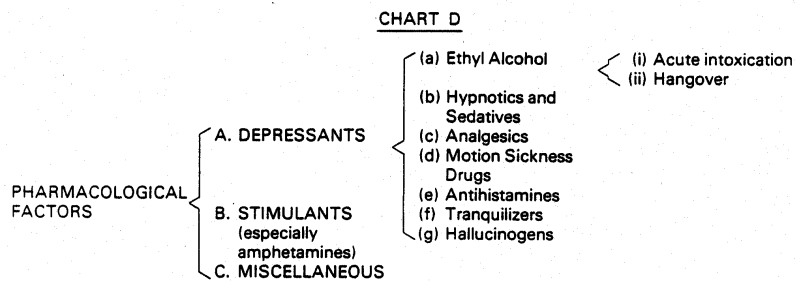 CHART D
(a) Ethyl Alcohol
(i) Acute intoxication
(ii) Hangover
(b) Hypnotics and
Sedatives
A. DEPRESSANTS
(c) Analgesics
(d) Motion Sickness
Drugs
PHARMACOLOGICAL
FACTORS
(e) Antihistamines
B. STIMULANTS
(especially
amphetamines)
(f) Tranquilizers
(g) Hallucinogens
C. MISCELLANEOUS